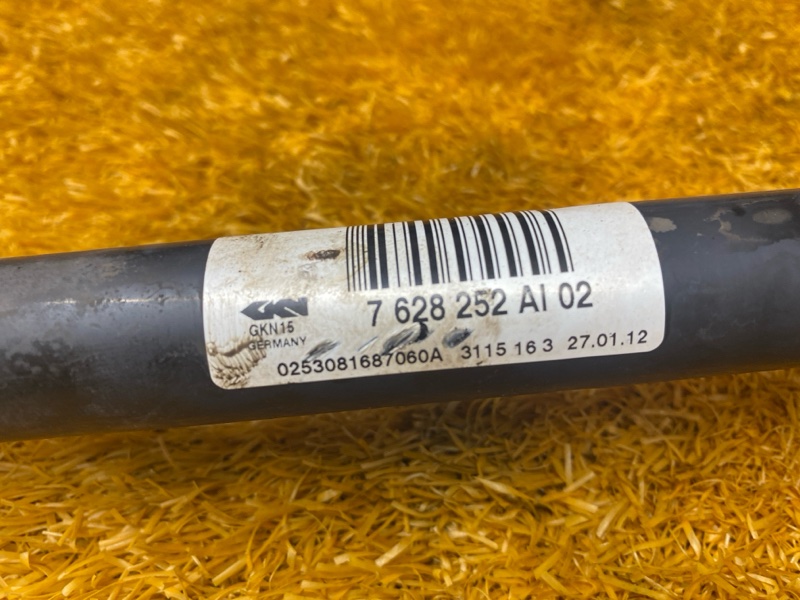 7 628 252 AI 02
GKN
GKN15
GERMANY
0253081687060A 3115 16 3 27.01.12